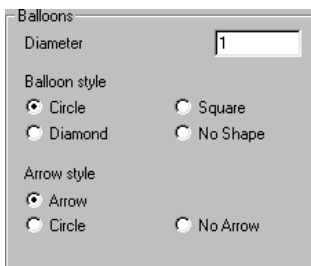 Balloons
Diameter 1
Balloon style
Circle Square
Diamond No Shape
Arrow style
Arrow
Circle No Arrow